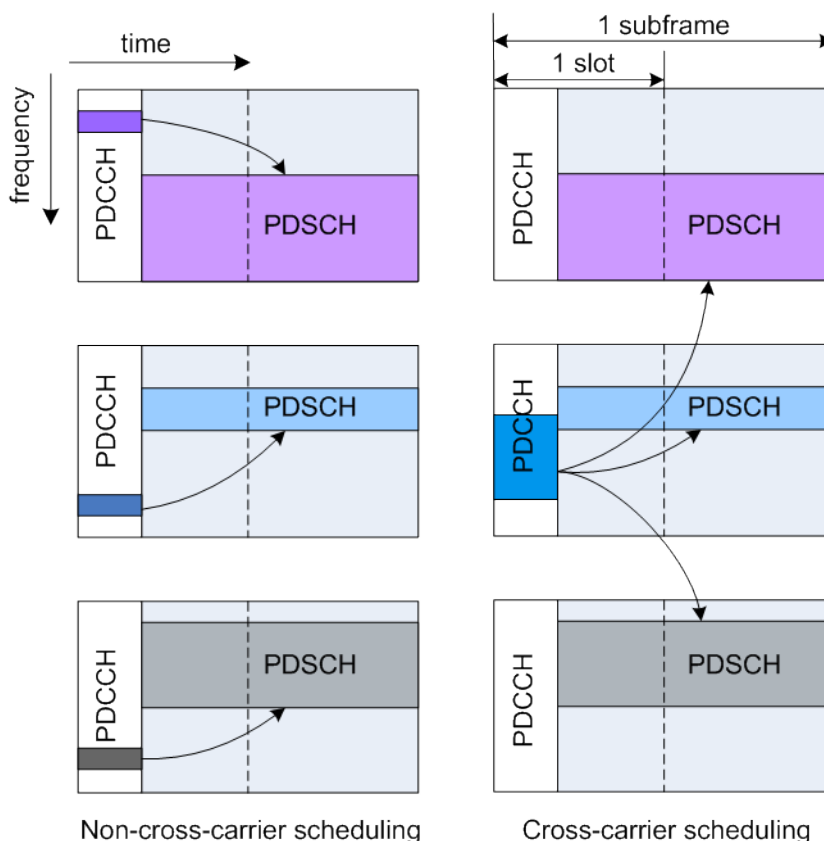 time
1 subframe
1 slot
frequency
PDCCH
PDSCH
PDCCH
PDSCH
PDCCH
PDSCH
PDCCH
PDSCH
PDCCH
PDSCH
PDCCH
PDSCH
Non-cross-carrier scheduling
Cross-carrier scheduling